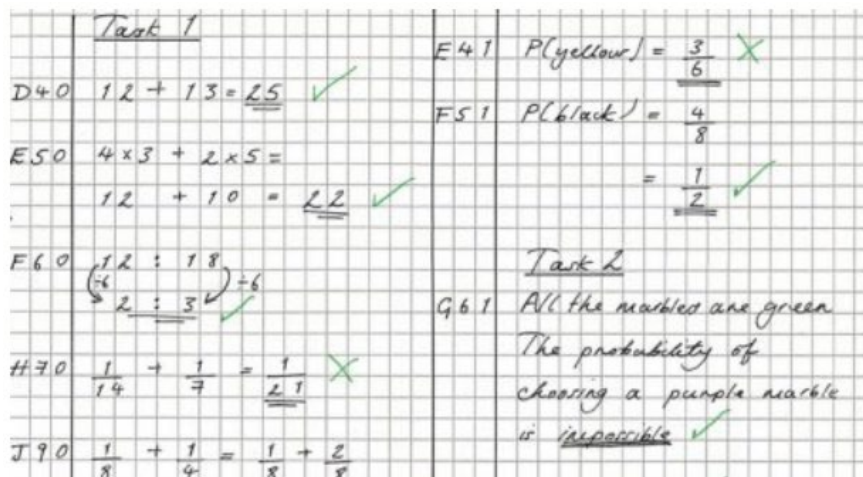 Task 1
D40 12 + 13 = 25
E50 4 × 3 + 2 × 5 =
12 + 10 = 22
F60 12 : 18
÷6 ÷6
2 : 3
H70 1/14 + 1/7 = 1/21
J90 1/8 + 1/4 = 1/8 + 2/8
E41 P(yellow) = 3/6
F51 P(black) = 4/8
= 1/2
Task 2
G61 All the marbles are green
The probability of
choosing a purple marble
is impossible